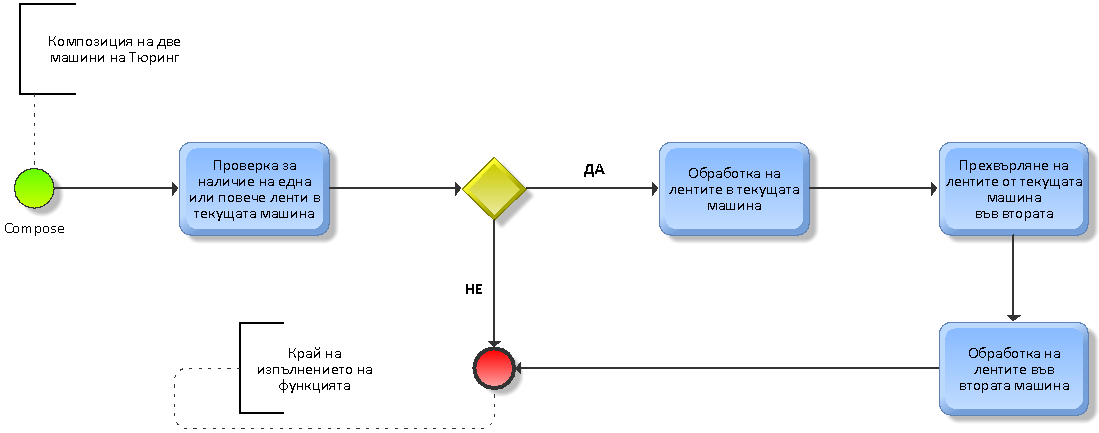 Композиция на две
машини на Тюринг
Compose
Проверка за
наличие на една
или повече ленти в
текущата машина
ДА
Обработка на
лентите в текущата
машина
Прехвърляне на
лентите от текущата
машина
във втората
НЕ
Обработка на
лентите във
втората машина
Край на
изпълнението на
функцията